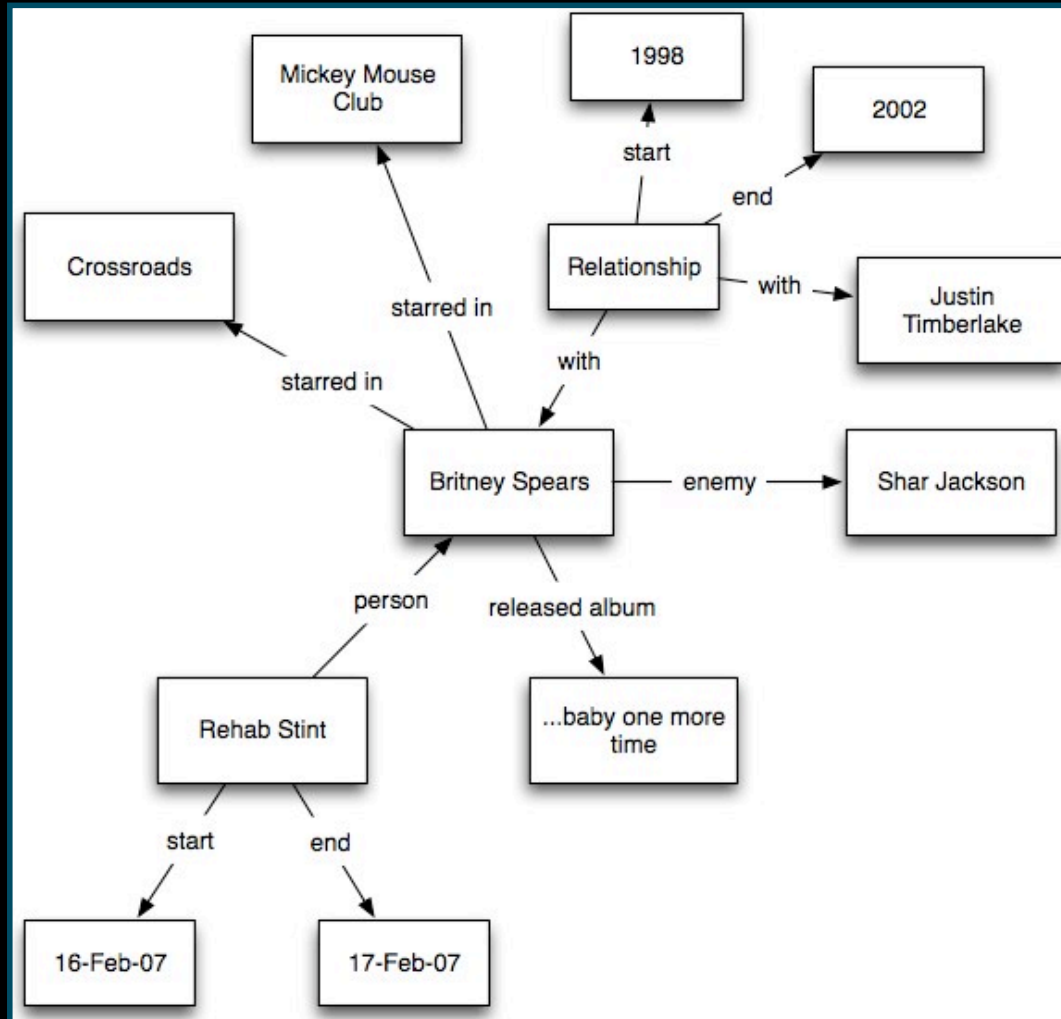 1998
Mickey Mouse
Club
2002
start
end
Crossroads
Relationship
with
Justin
Timberlake
starred in
with
starred in
Britney Spears
enemy
Shar Jackson
person
released album
Rehab Stint
...baby one more
time
start
end
16-Feb-07
17-Feb-07